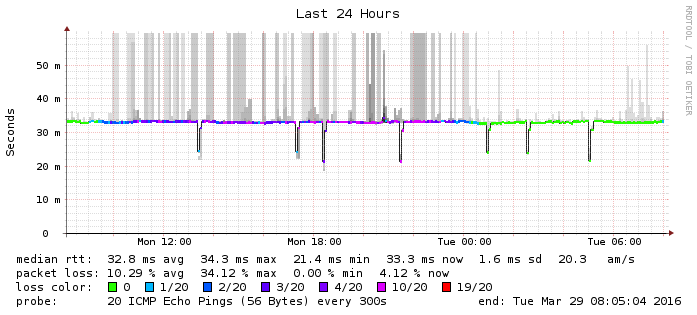 Last 24 Hours
RRDTOOL / TOBI OETIKER
Seconds
50 m
40 m
30 m
20 m
10 m
0
Mon 12:00 Mon 18:00 Tue 00:00 Tue 06:00
median rtt: 32.8 ms avg 34.3 ms max 21.4 ms min 33.3 ms now 1.6 ms sd 20.3 am/s
packet loss: 10.29 % avg 34.12 % max 0.00 % min 4.12 % now
loss color: 0 1/20 2/20 3/20 4/20 10/20 19/20
probe: 20 ICMP Echo Pings (56 Bytes) every 300s end: Tue Mar 29 08:05:04 2016